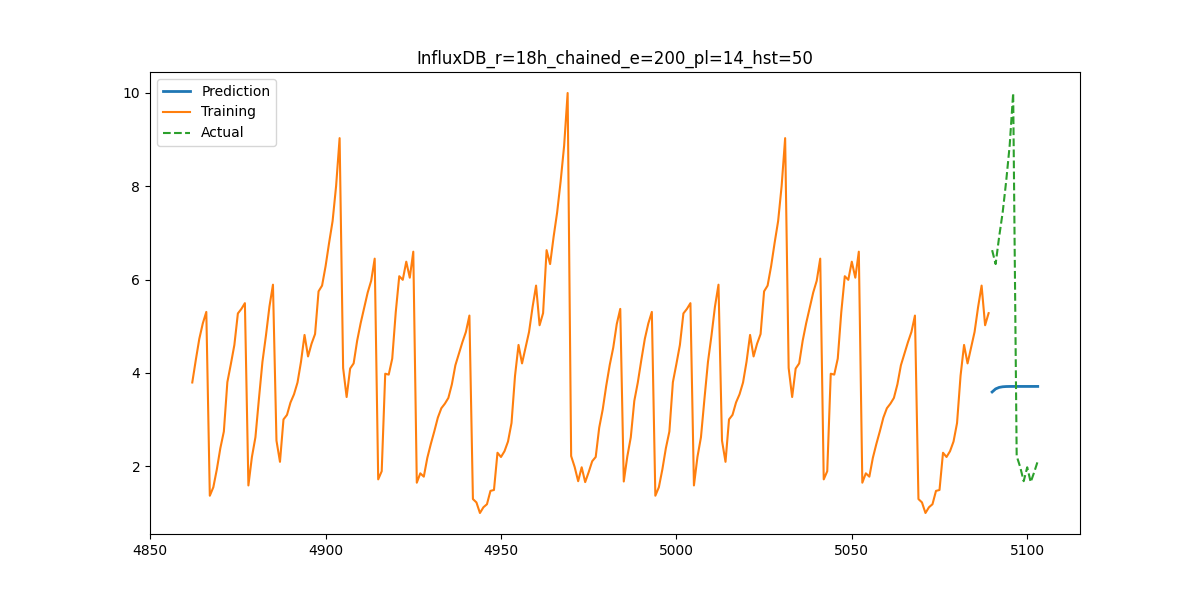 InfluxDB_r=18h_chained_e=200_pl=14_hst=50
Prediction
Training
Actual
10
8
6
4
2
4850 4900 4950 5000 5050 5100